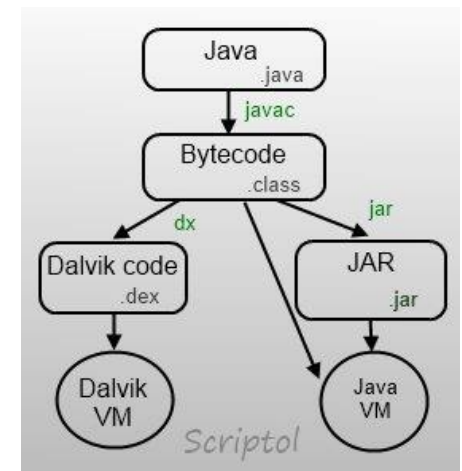 Java
.java
javac
Bytecode
.class
dx
jar
Dalvik code
.dex
JAR
.jar
Dalvik
VM
Java
VM
Scriptol